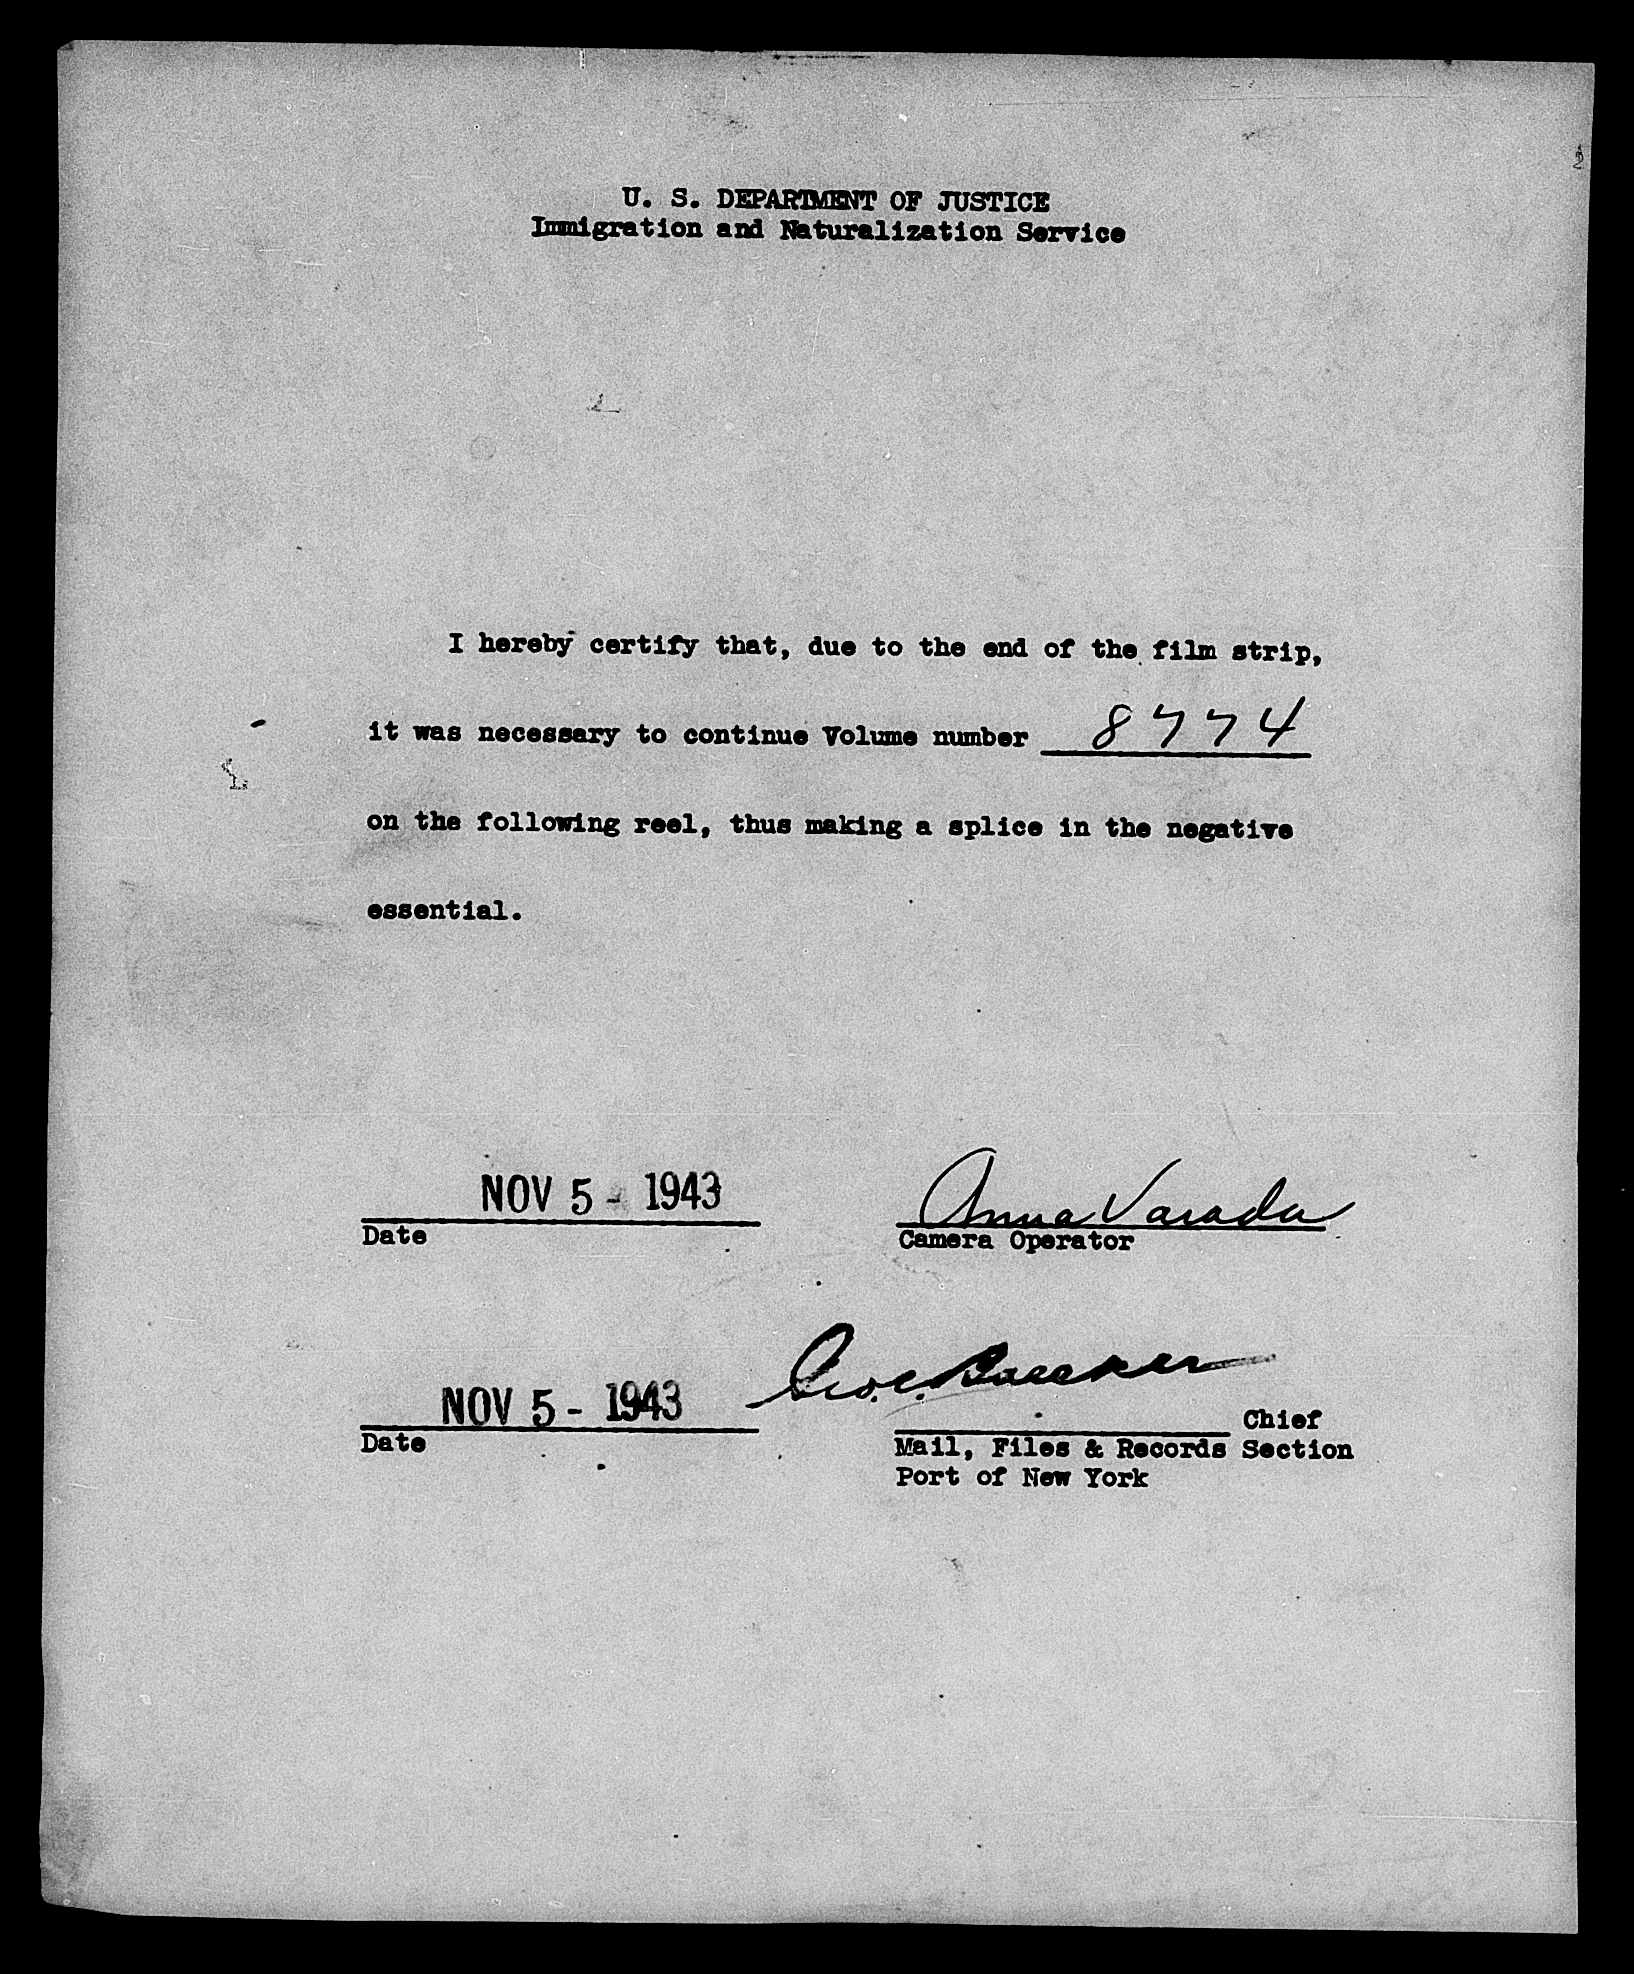 U. S. DEPARTMENT OF JUSTICE
Immigration and Naturalization Service
I hereby certify that, due to the end of the film strip,
it was necessary to continue Volume number 8774
on the following reel, thus making a splice in the negative
essential.
NOV 5 - 1943
Anna Varada
Date
Camera Operator
Geo. C.
NOV 5 - 1943
Chief
Date
Mail, Files & Records Section
Port of New York